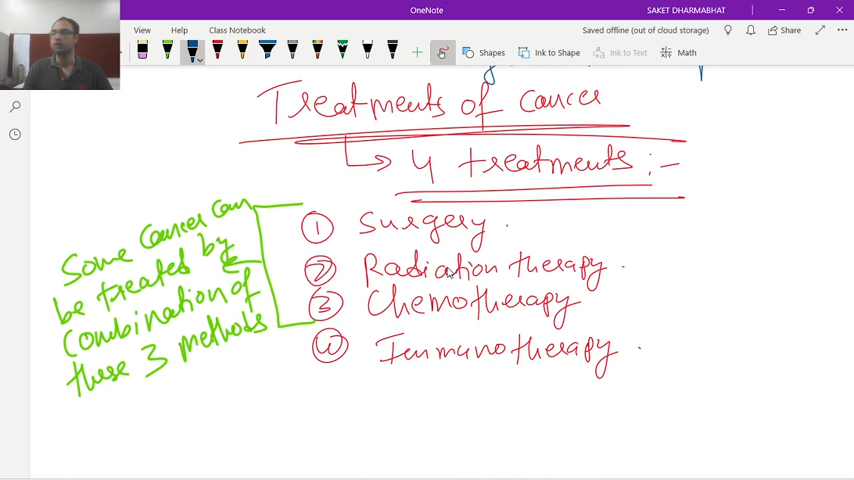 OneNote
SAKET DHARMABHAT
View Help Class Notebook
Saved offline (out of cloud storage)
Share
Shapes
Ink to Shape
Ink to Text
Math
Treatments of cancer
4 treatments :-
① Surgery.
② Radiation therapy.
③ Chemotherapy
④ Immunotherapy.
Some cancer can
be treated by
combination of
these 3 methods